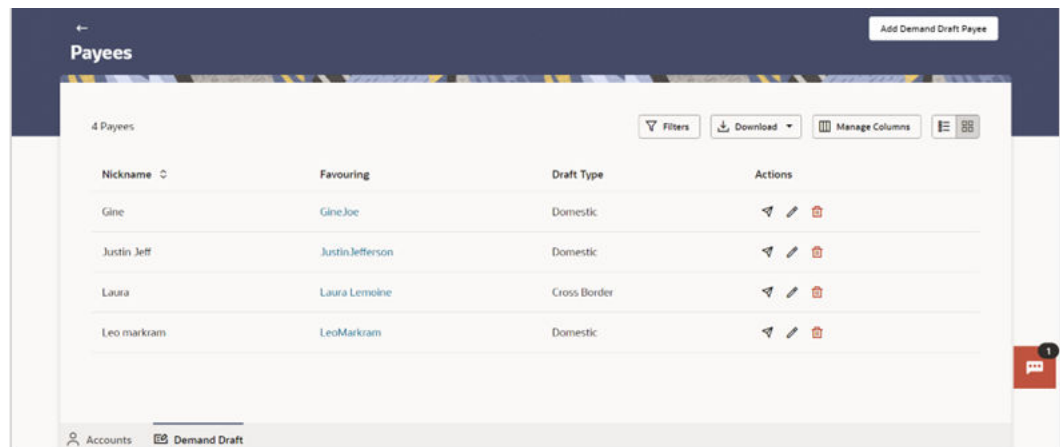 Add Demand Draft Payee
Payees
4 Payees Filters Download Manage Columns
Nickname Favouring Draft Type Actions
Gine GineJoe Domestic
Justin Jeff JustinJefferson Domestic
Laura Laura Lemoine Cross Border
Leo markram LeoMarkram Domestic
1
Accounts Demand Draft